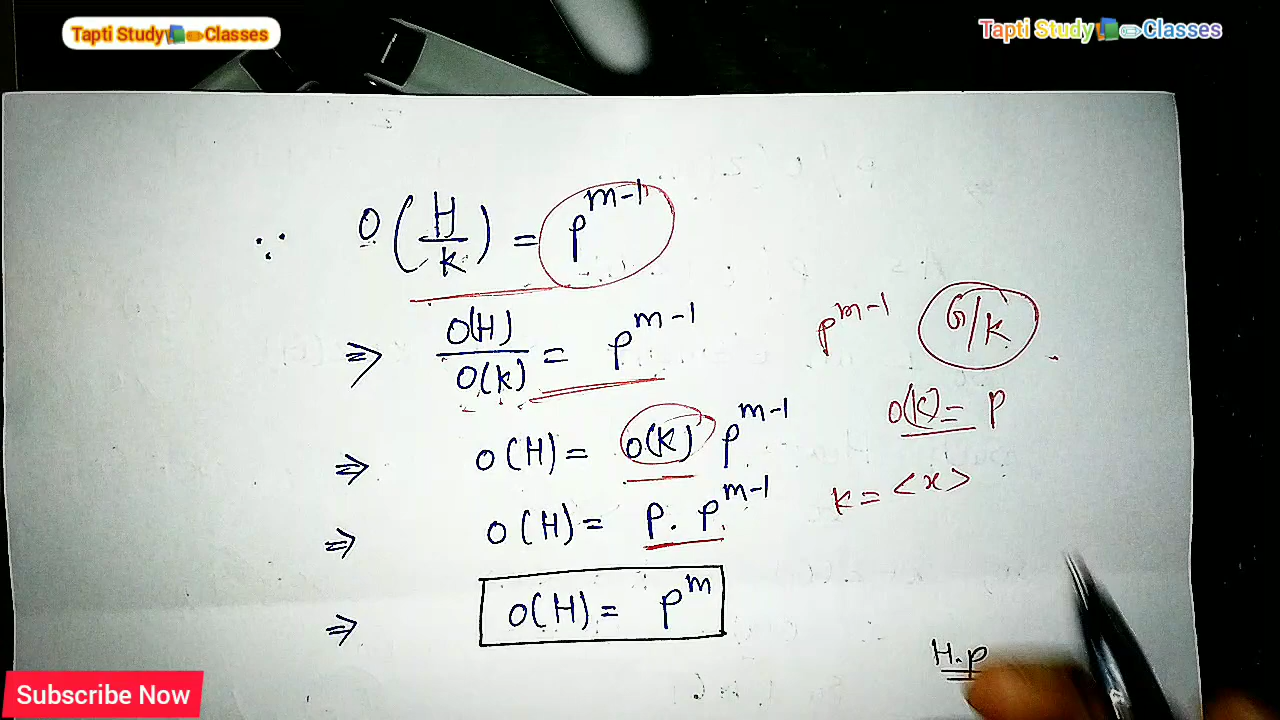 Tapti Study📚✏Classes
Tapti Study📚✏Classes
∵ O(H/K) = p^{m-1}
⇒ O(H)/O(K) = p^{m-1}
p^{m-1} G/K.
⇒ O(H) = O(K) p^{m-1}
O(K) = p
⇒ O(H) = p. p^{m-1}
K = <x>
⇒ O(H) = p^m
H.p
Subscribe Now